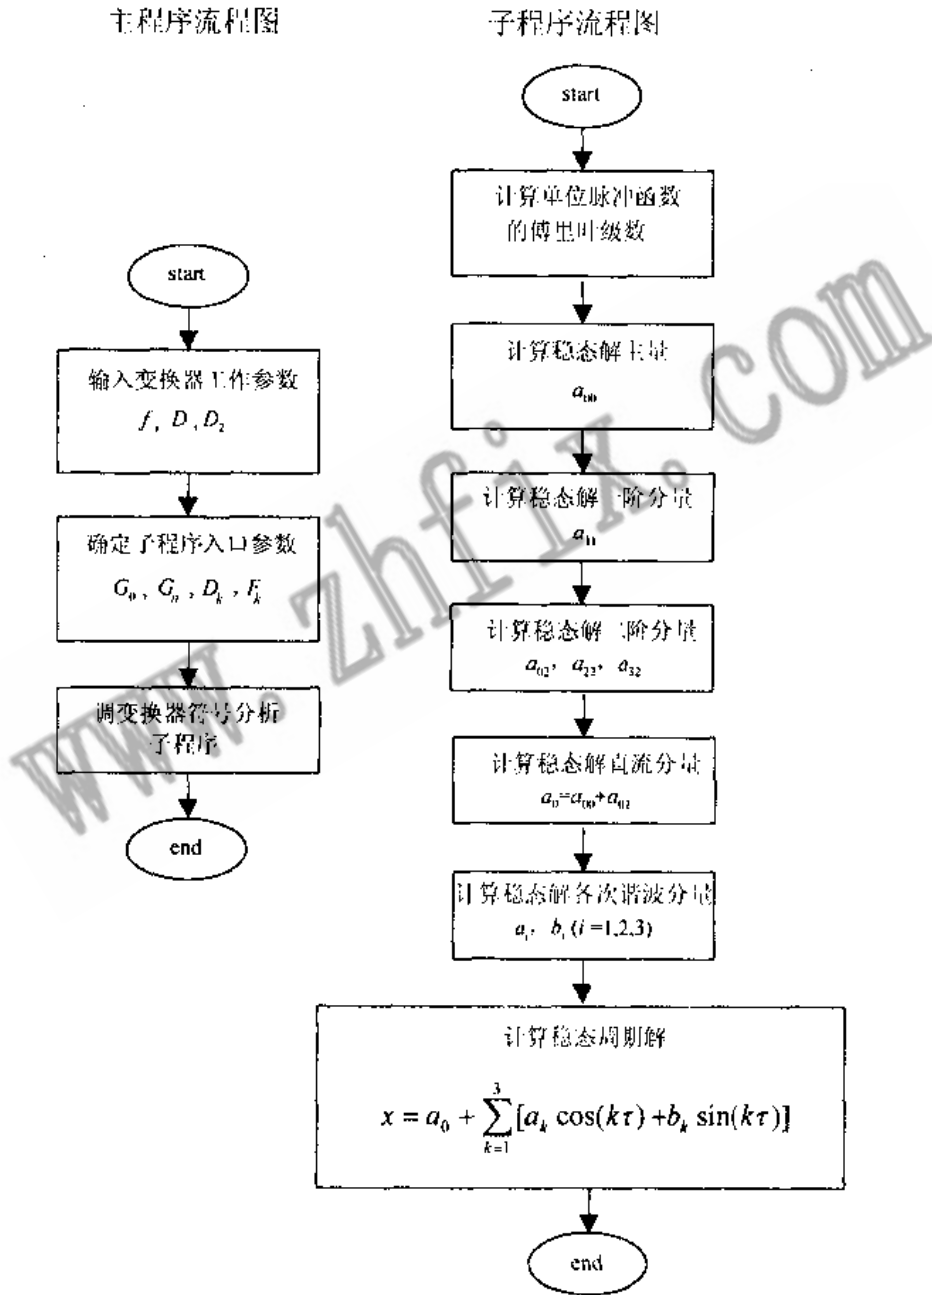 主程序流程图
子程序流程图
start
输入变换器工作参数
f, D, D₂
确定子程序入口参数
G₀, Gₙ, Dₖ, Fₖ
调变换器符号分析
子程序
end
start
计算单位脉冲函数
的傅里叶级数
计算稳态解主量
a₀₀
计算稳态解一阶分量
a₁₁
计算稳态解二阶分量
a₀₂, a₂₂, a₃₂
计算稳态解直流分量
a₀=a₀₀+a₀₂
计算稳态解各次谐波分量
aᵢ, bᵢ (i=1,2,3)
计算稳态周期解
x = a₀ + ∑ₖ₌₁³ [aₖ cos(kτ) + bₖ sin(kτ)]
end
www.zhfix.com